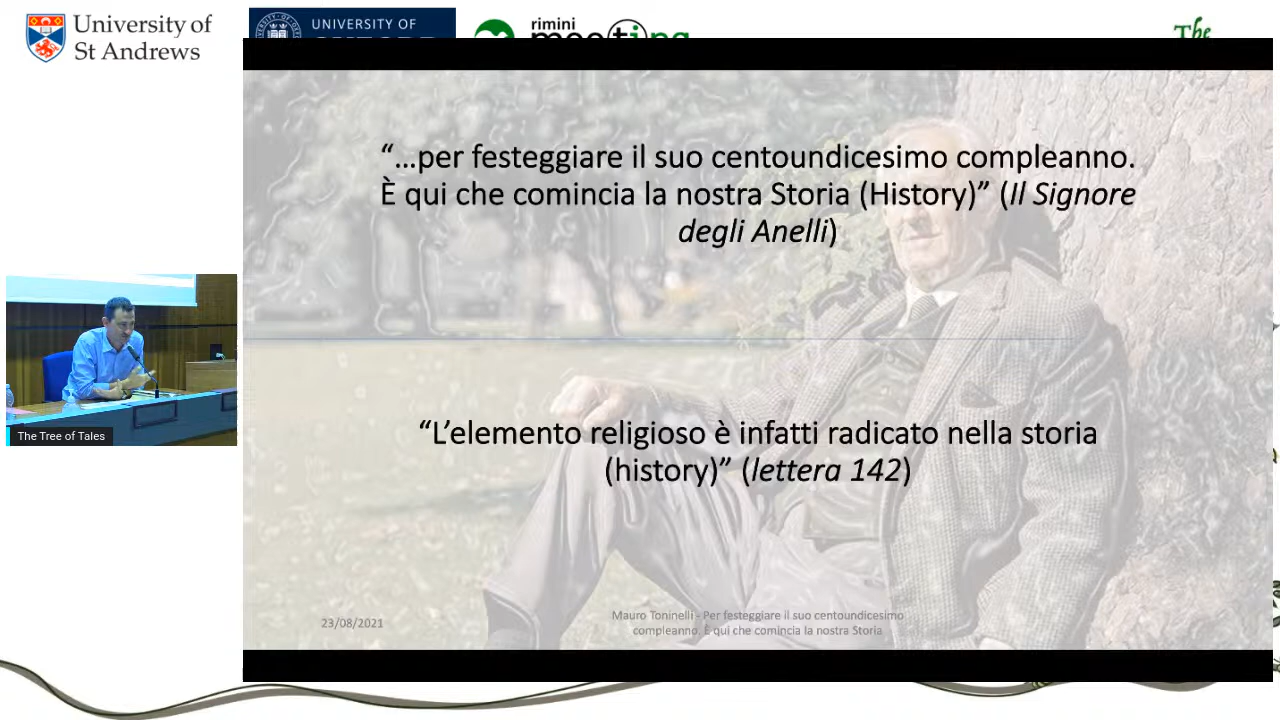 University of
St Andrews
UNIVERSITY OF
rimini
meeting
The
“...per festeggiare il suo centoundicesimo compleanno.
È qui che comincia la nostra Storia (History)” (Il Signore
degli Anelli)
“L’elemento religioso è infatti radicato nella storia
(history)” (lettera 142)
The Tree of Tales
23/08/2021
Mauro Toninelli - Per festeggiare il suo centoundicesimo
compleanno. È qui che comincia la nostra Storia